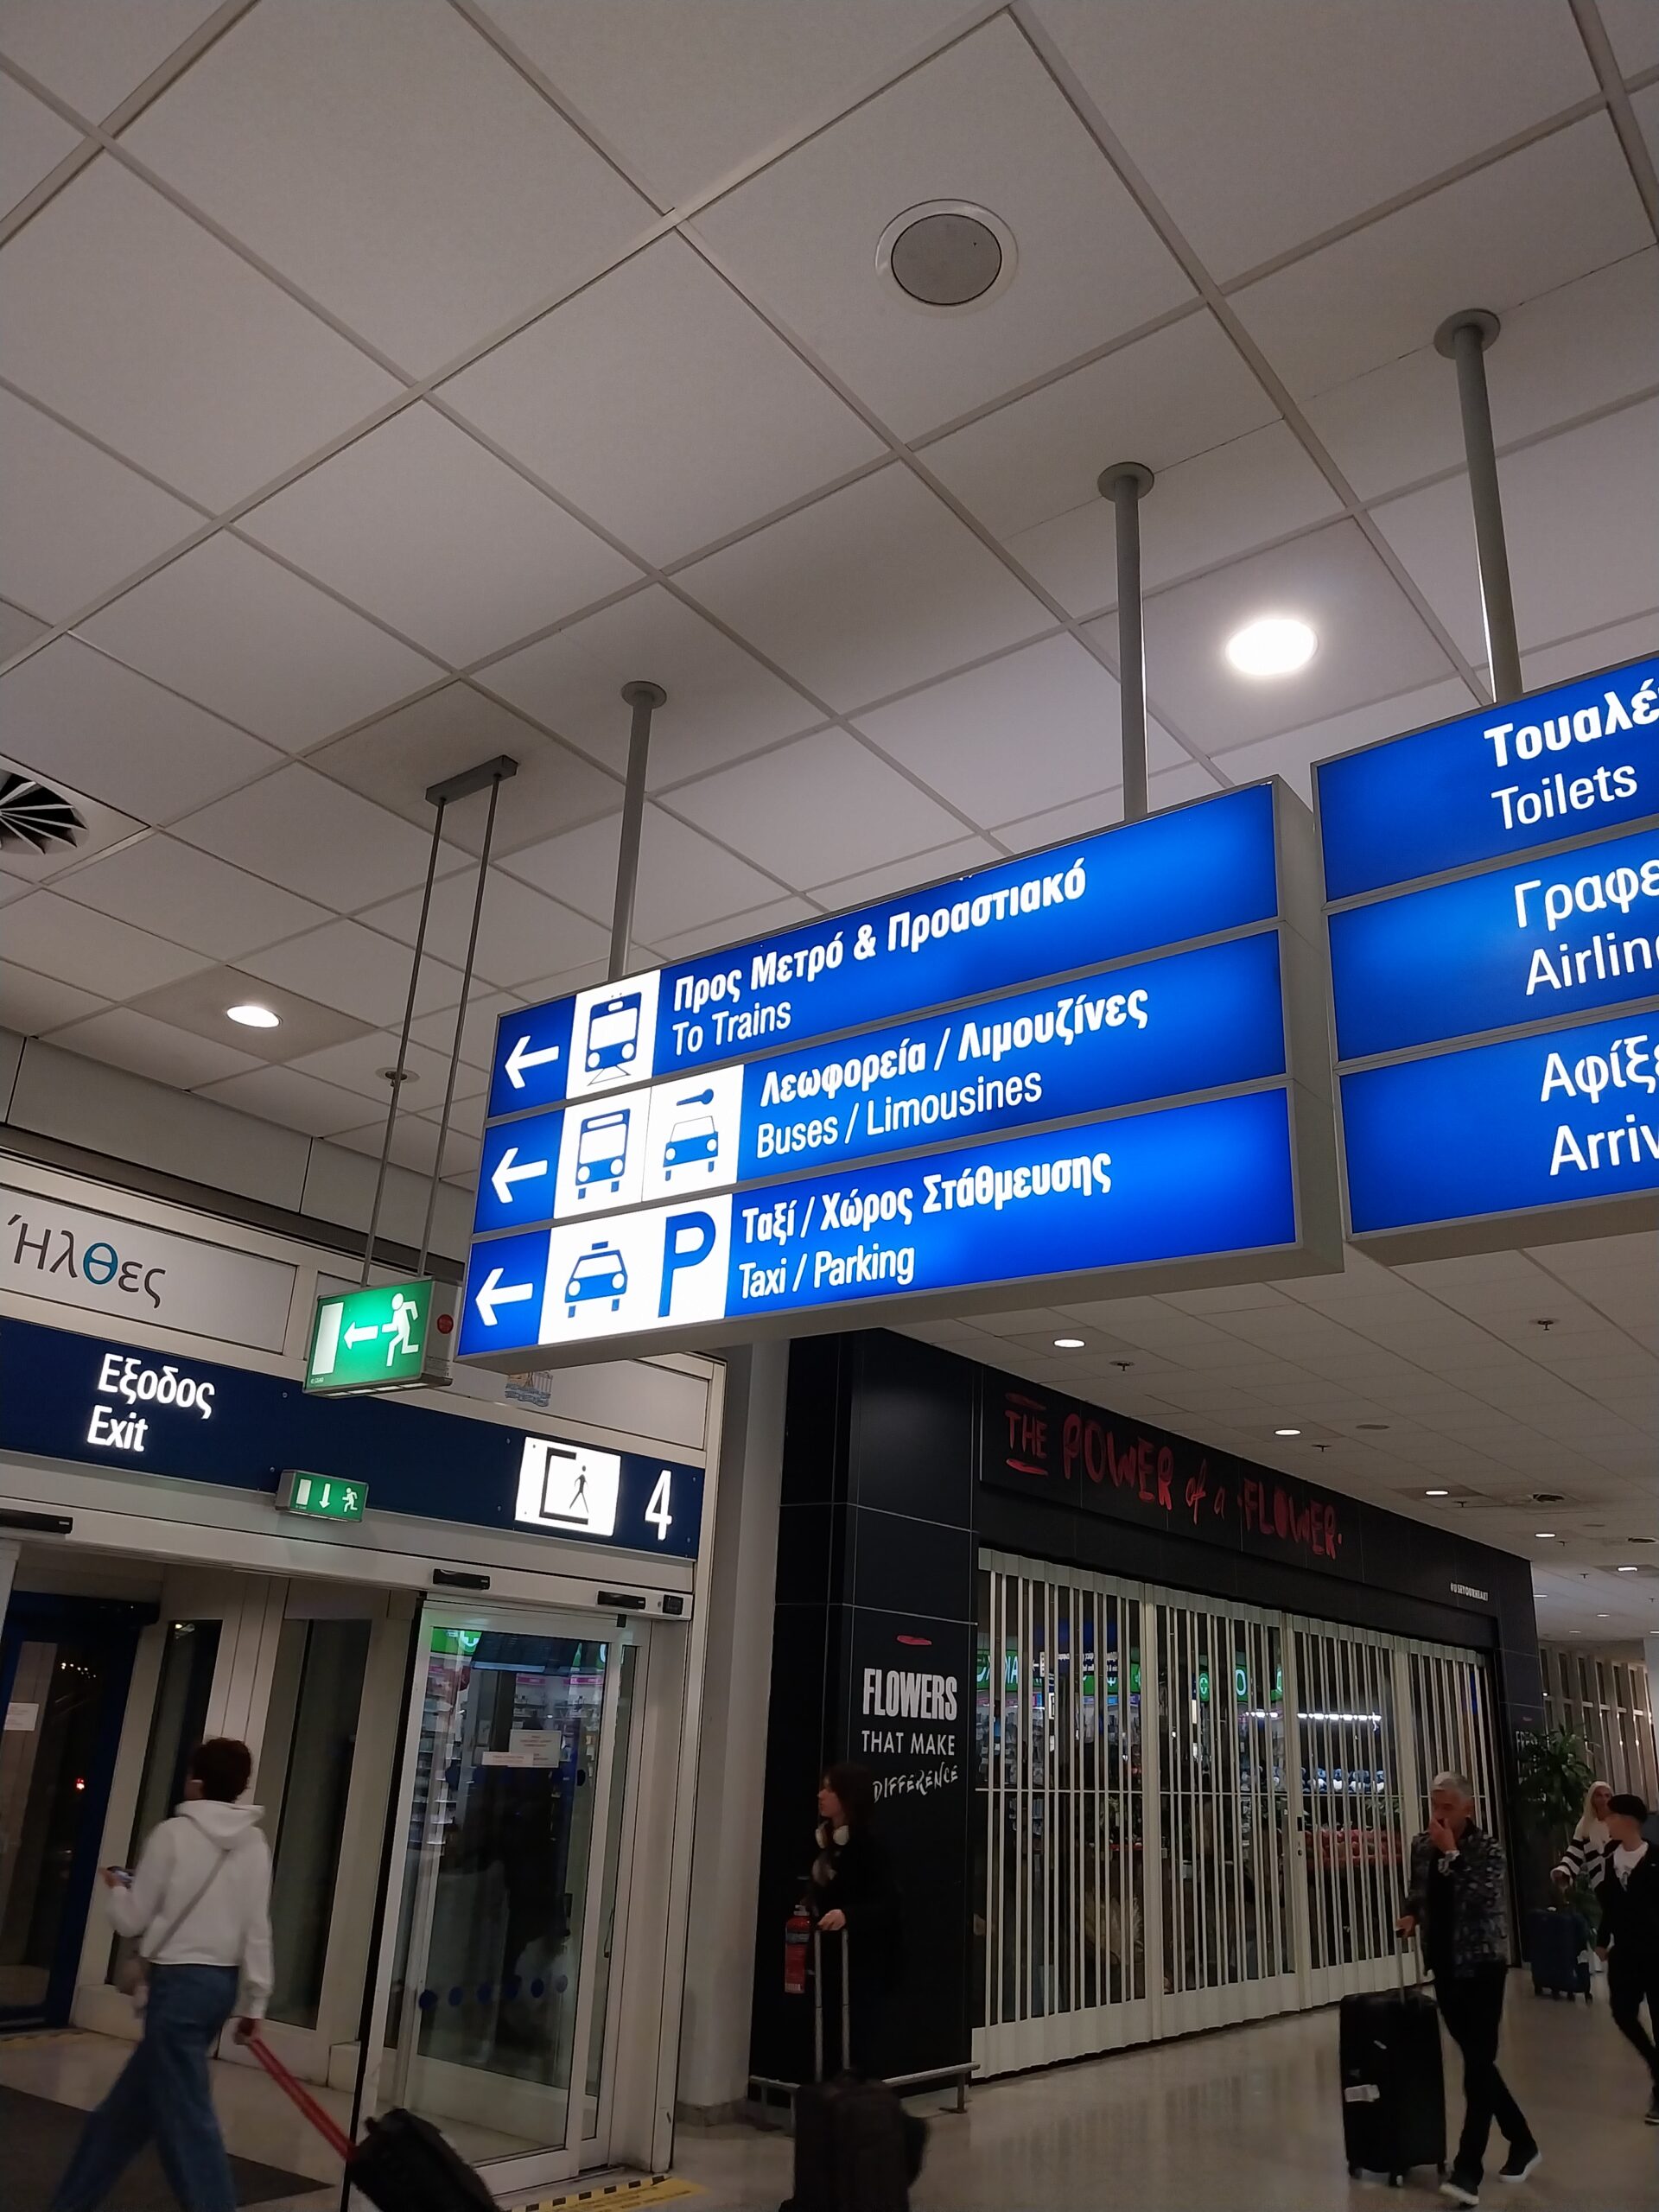 Προς Μετρό & Προαστιακό
To Trains
Λεωφορεία / Λιμουζίνες
Buses / Limousines
P
Ταξί / Χώρος Στάθμευσης
Taxi / Parking
Toilets
Ήλθες
Εξοδος
Exit
4
THE POWER of a FLOWER.
FLOWERS
THAT MAKE
DIFFERENCE